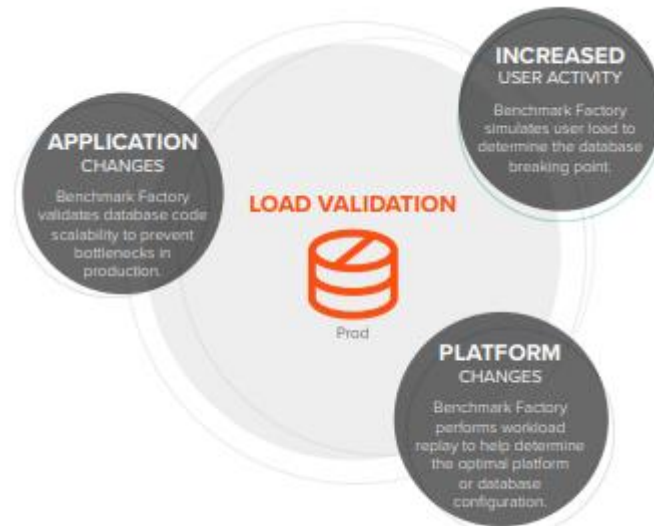 INCREASED
USER ACTIVITY
Benchmark Factory
simulates user load to
determine the database
breaking point.
APPLICATION
CHANGES
Benchmark Factory
validates database code
scalability to prevent
bottlenecks in
production.
LOAD VALIDATION
Prod
PLATFORM
CHANGES
Benchmark Factory
performs workload
replay to help determine
the optimal platform
or database
configuration.